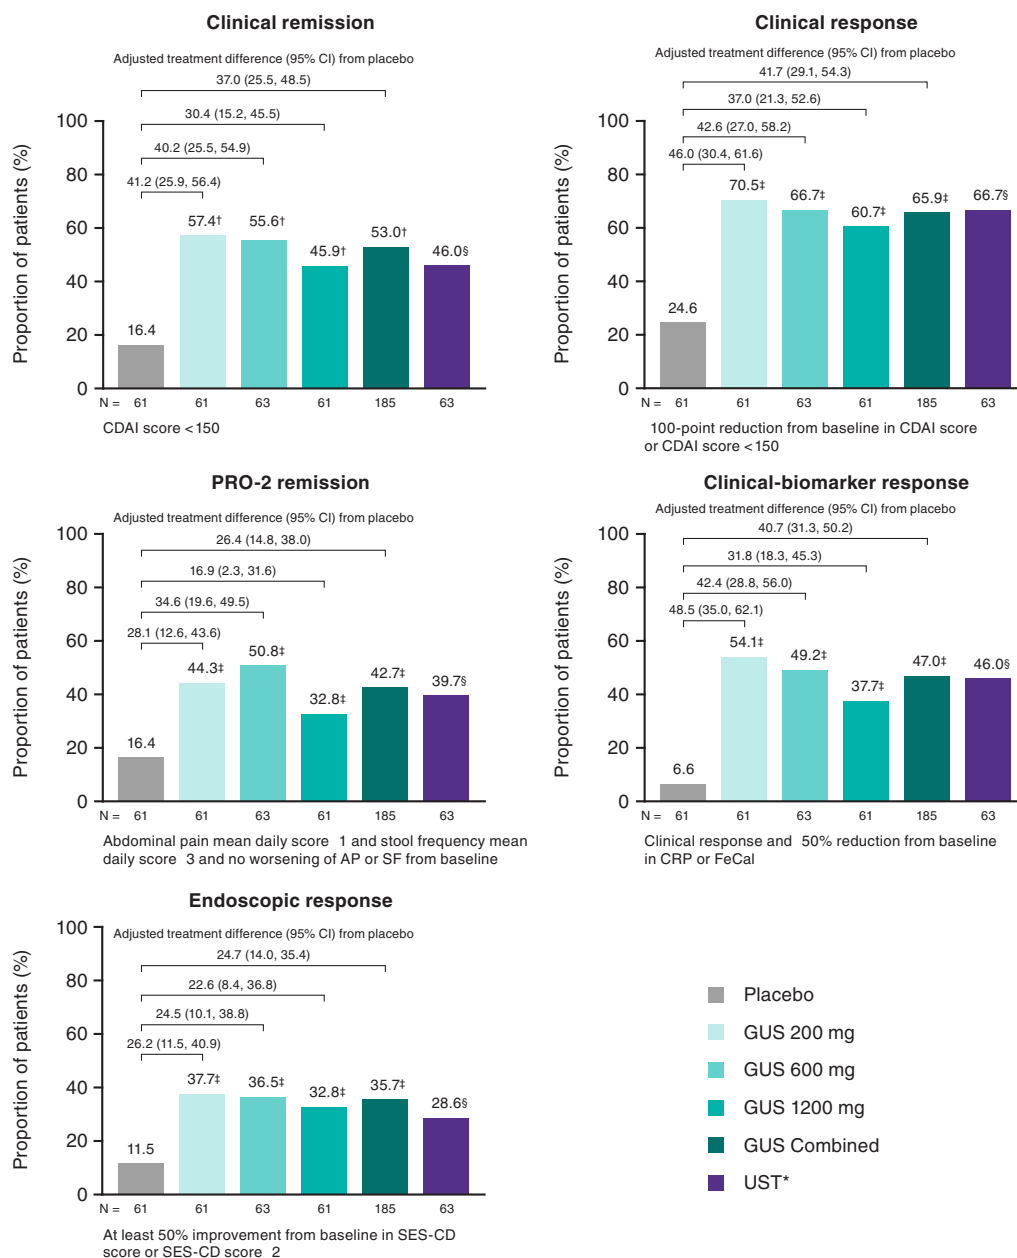 Clinical remission
Adjusted treatment difference (95% CI) from placebo
37.0 (25.5, 48.5)
30.4 (15.2, 45.5)
40.2 (25.5, 54.9)
41.2 (25.9, 56.4)
Proportion of patients (%)
100
80
60
40
20
0
16.4
57.4†
55.6†
45.9†
53.0†
46.0§
N = 61 61 63 61 185 63
CDAI score <150
Clinical response
Adjusted treatment difference (95% CI) from placebo
41.7 (29.1, 54.3)
37.0 (21.3, 52.6)
42.6 (27.0, 58.2)
46.0 (30.4, 61.6)
Proportion of patients (%)
100
80
60
40
20
0
24.6
70.5‡
66.7‡
60.7‡
65.9‡
66.7§
N = 61 61 63 61 185 63
100-point reduction from baseline in CDAI score
or CDAI score <150
PRO-2 remission
Adjusted treatment difference (95% CI) from placebo
26.4 (14.8, 38.0)
16.9 (2.3, 31.6)
34.6 (19.6, 49.5)
28.1 (12.6, 43.6)
Proportion of patients (%)
100
80
60
40
20
0
16.4
44.3‡
50.8‡
32.8‡
42.7‡
39.7§
N = 61 61 63 61 185 63
Abdominal pain mean daily score 1 and stool frequency mean
daily score 3 and no worsening of AP or SF from baseline
Clinical-biomarker response
Adjusted treatment difference (95% CI) from placebo
40.7 (31.3, 50.2)
31.8 (18.3, 45.3)
42.4 (28.8, 56.0)
48.5 (35.0, 62.1)
Proportion of patients (%)
100
80
60
40
20
0
6.6
54.1‡
49.2‡
37.7‡
47.0‡
46.0§
N = 61 61 63 61 185 63
Clinical response and 50% reduction from baseline
in CRP or FeCal
Endoscopic response
Adjusted treatment difference (95% CI) from placebo
24.7 (14.0, 35.4)
22.6 (8.4, 36.8)
24.5 (10.1, 38.8)
26.2 (11.5, 40.9)
Proportion of patients (%)
100
80
60
40
20
0
11.5
37.7‡
36.5‡
32.8‡
35.7‡
28.6§
N = 61 61 63 61 185 63
At least 50% improvement from baseline in SES-CD
score or SES-CD score 2
Placebo
GUS 200 mg
GUS 600 mg
GUS 1200 mg
GUS Combined
UST*